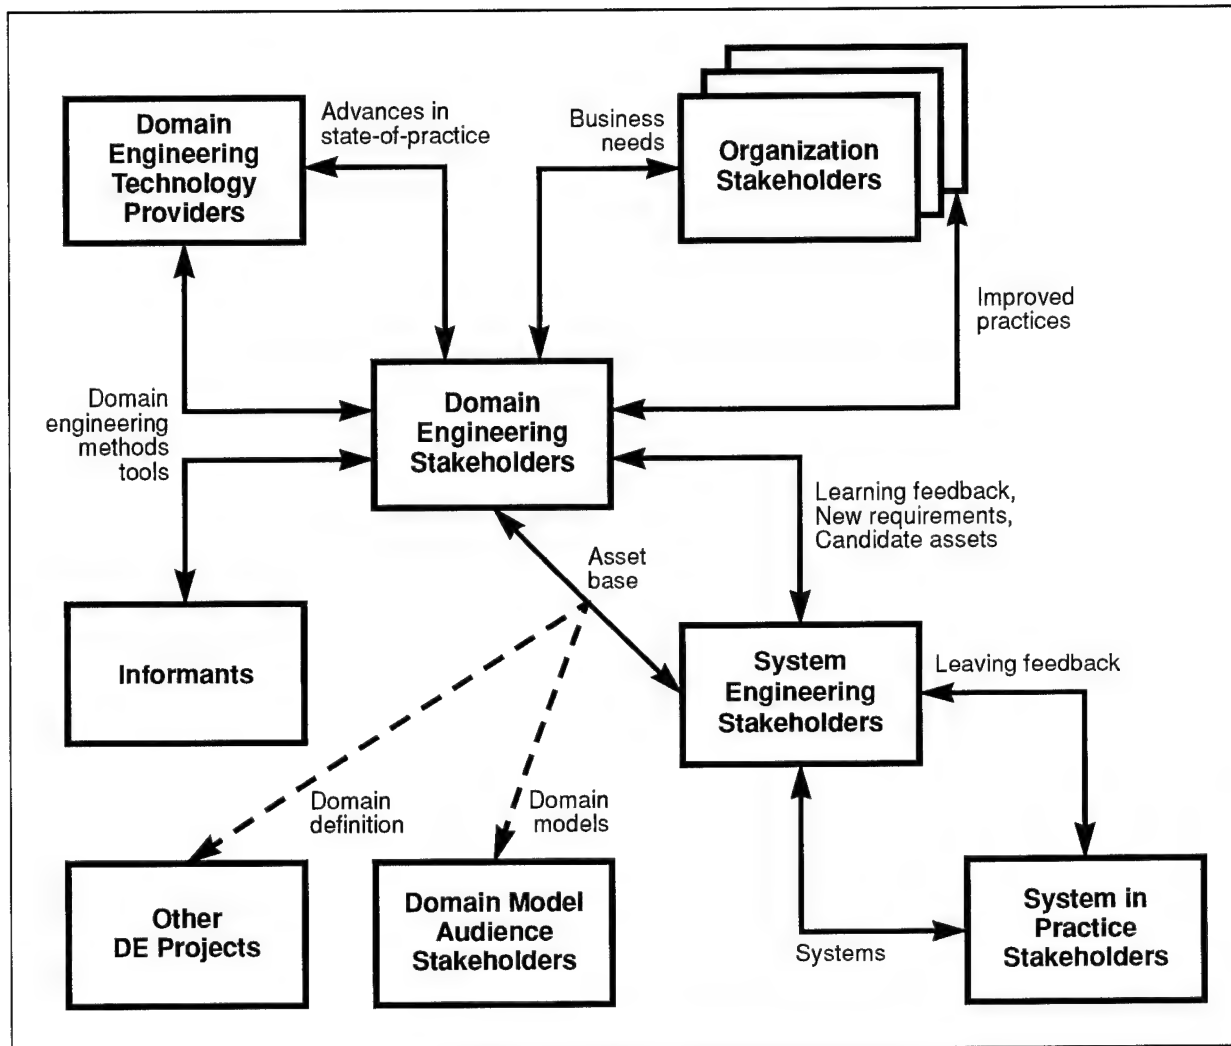 Domain
Engineering
Technology
Providers
Advances in
state-of-practice
Business
needs
Organization
Stakeholders
Improved
practices
Domain
engineering
methods
tools
Domain
Engineering
Stakeholders
Learning feedback,
New requirements,
Candidate assets
Asset
base
Informants
System
Engineering
Stakeholders
Leaving feedback
Domain
definition
Domain
models
Other
DE Projects
Domain Model
Audience
Stakeholders
Systems
System in
Practice
Stakeholders